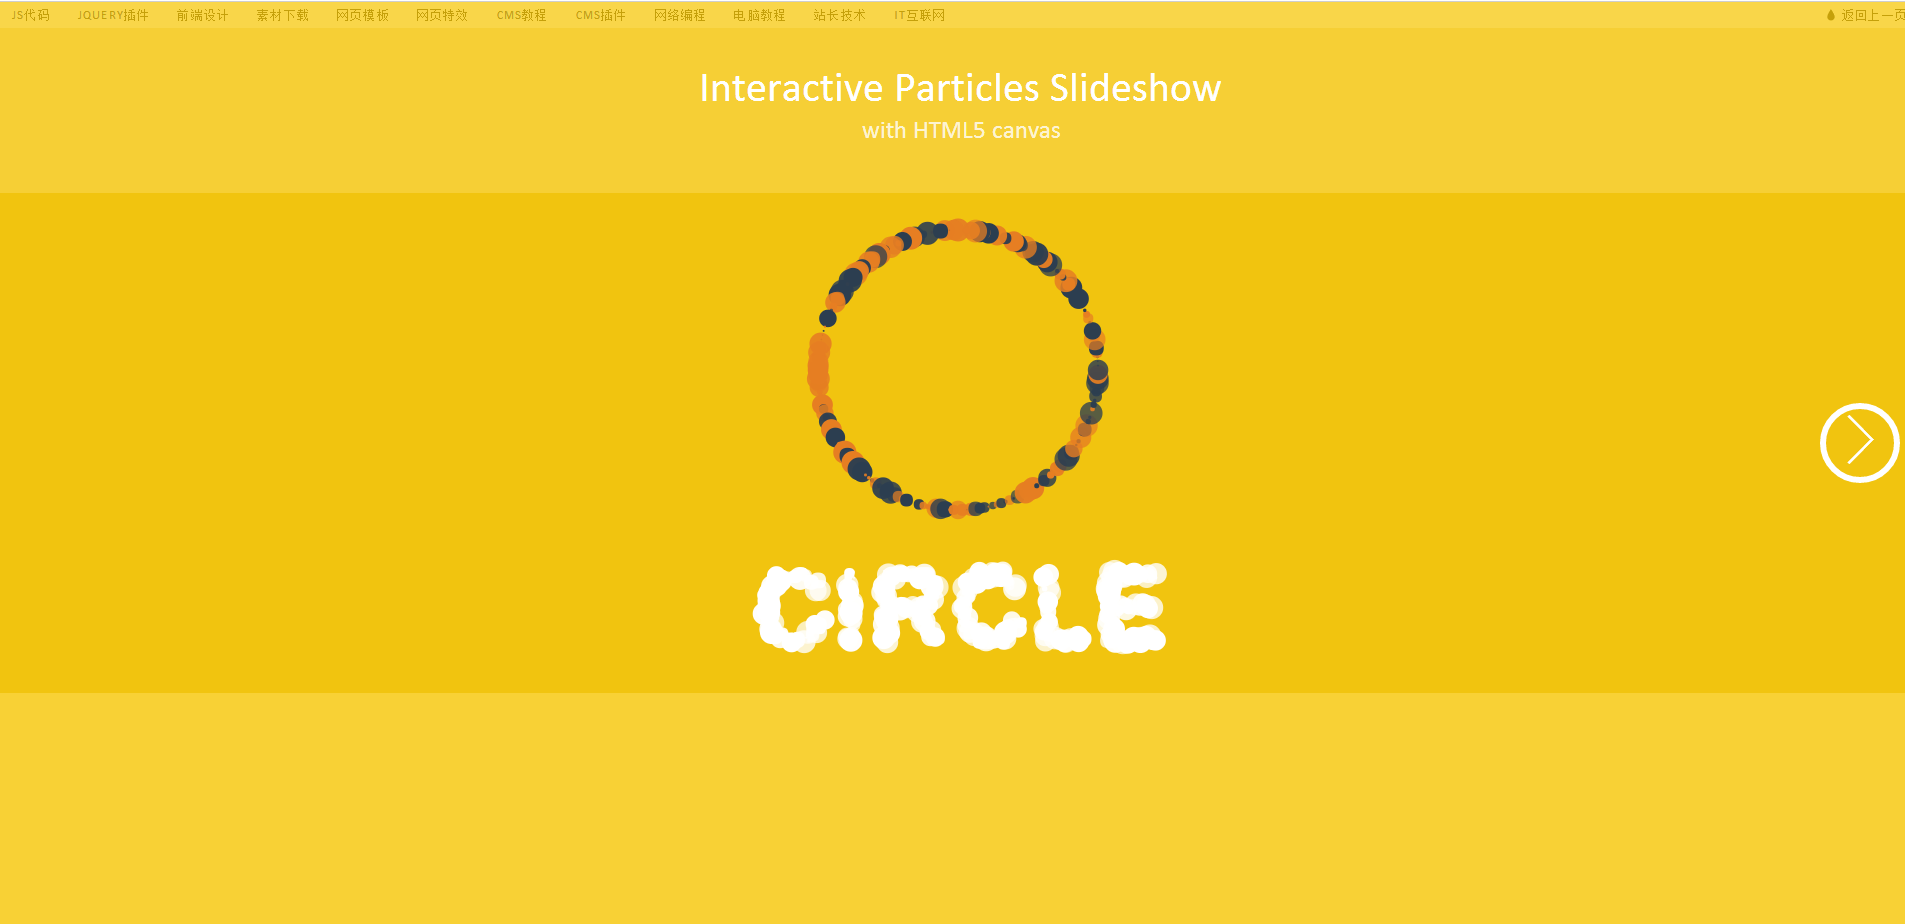 JS代码 JQUERY插件 前端设计 素材下载 网页模板 网页特效 CMS教程 CMS插件 网络编程 电脑教程 站长技术 IT互联网 返回上一页
Interactive Particles Slideshow
with HTML5 canvas
CIRCLE